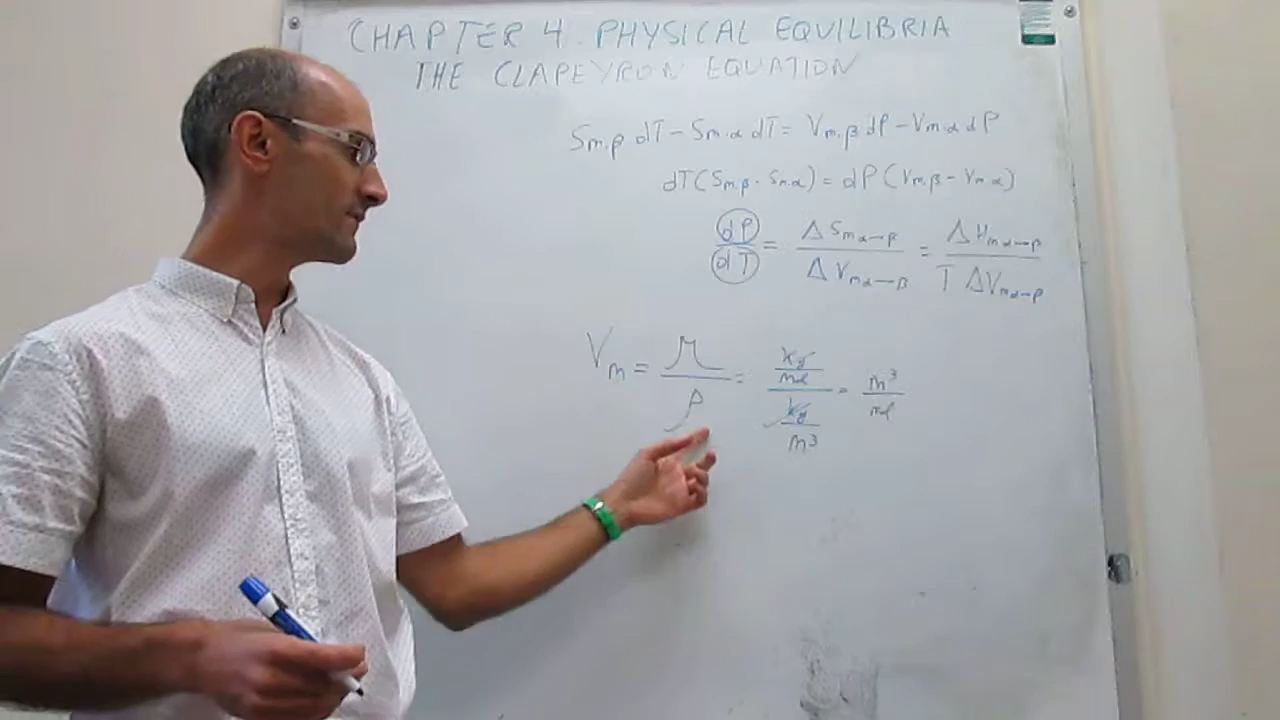 CHAPTER 4. PHYSICAL EQUILIBRIA
THE CLAPEYRON EQUATION
Sm,β dT - Sm,α dT = Vm,β dP - Vm,α dP
dT (Sm,β - Sm,α) = dP (Vm,β - Vm,α)
dP/dT = ΔSm α→β / ΔVm α→β = ΔHm α→β / T ΔVm α→β
Vm = M/ρ = (kg/mol) / (kg/m³) = m³/mol